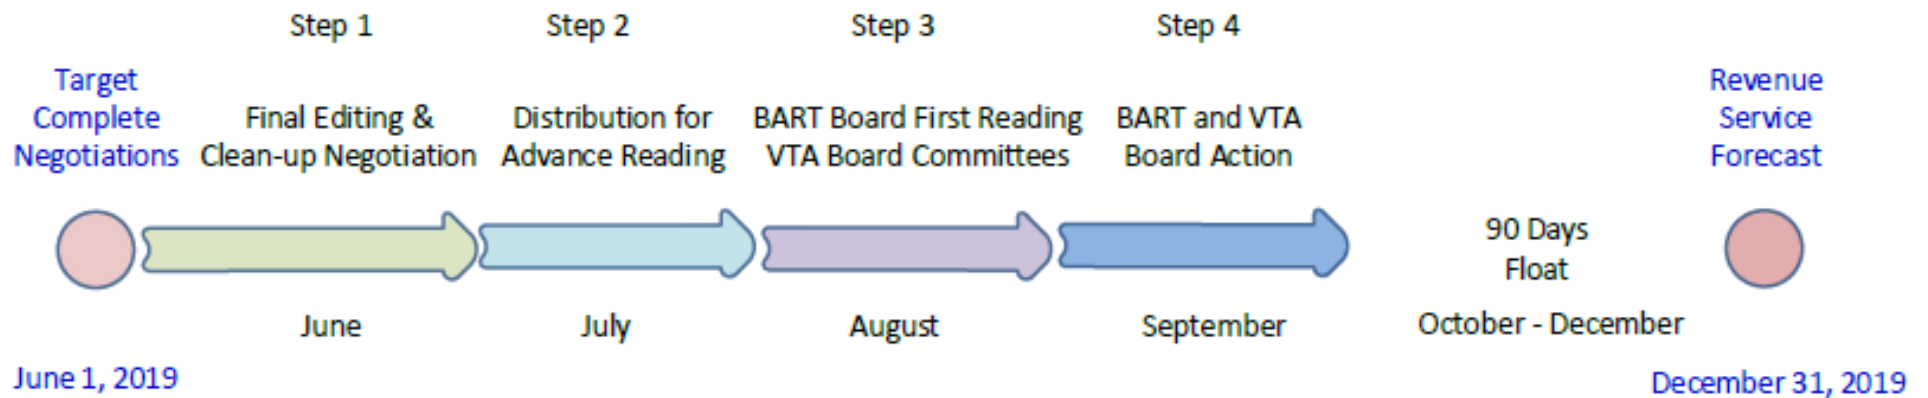 Step 1
Step 2
Step 3
Step 4
Target
Complete
Negotiations
Final Editing &
Clean-up Negotiation
Distribution for
Advance Reading
BART Board First Reading
VTA Board Committees
BART and VTA
Board Action
Revenue
Service
Forecast
90 Days
Float
June
July
August
September
October - December
June 1, 2019
December 31, 2019